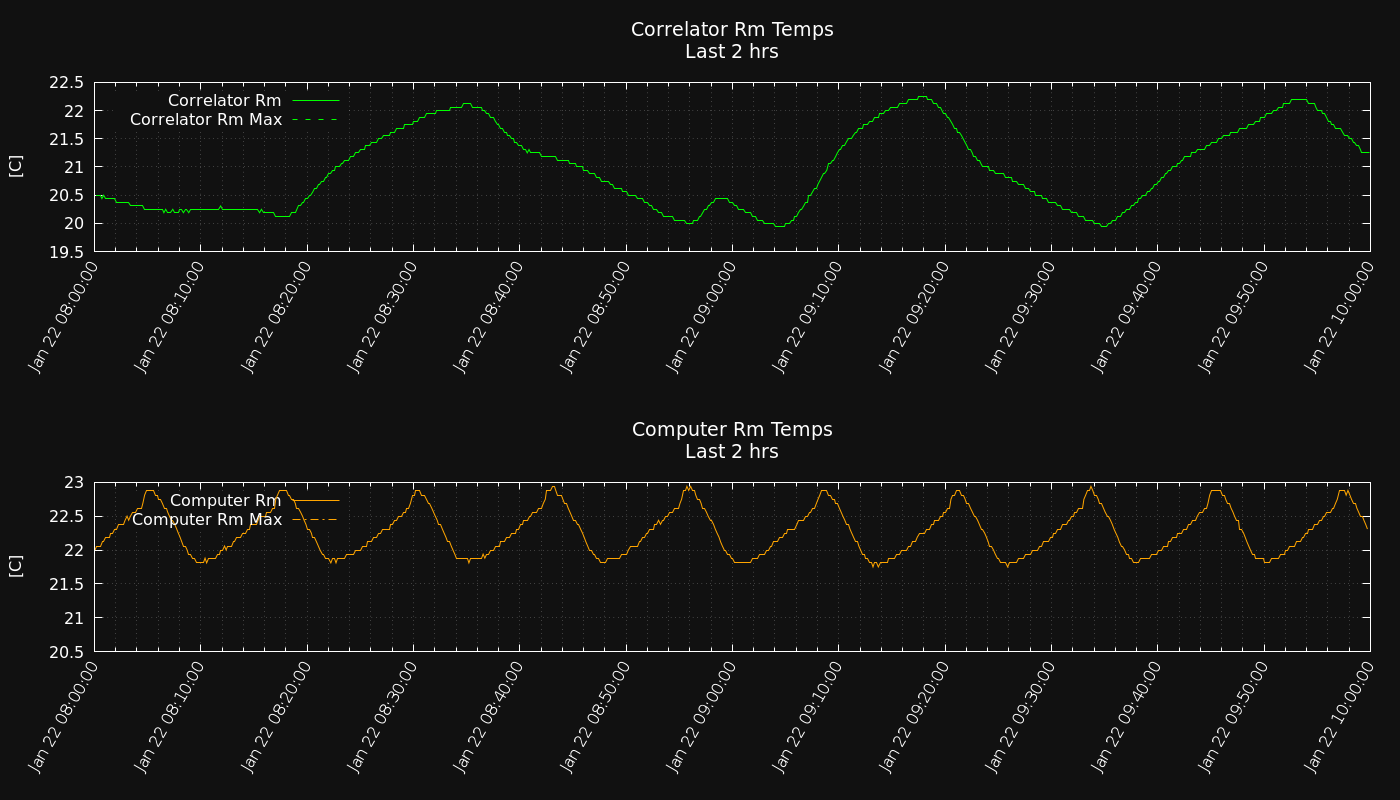 Correlator Rm Temps
Last 2 hrs
22.5
22
21.5
21
20.5
20
19.5
[C]
Correlator Rm
Correlator Rm Max
Jan 22 08:00:00
Jan 22 08:10:00
Jan 22 08:20:00
Jan 22 08:30:00
Jan 22 08:40:00
Jan 22 08:50:00
Jan 22 09:00:00
Jan 22 09:10:00
Jan 22 09:20:00
Jan 22 09:30:00
Jan 22 09:40:00
Jan 22 09:50:00
Jan 22 10:00:00
Computer Rm Temps
Last 2 hrs
23
22.5
22
21.5
21
20.5
[C]
Computer Rm
Computer Rm Max
Jan 22 08:00:00
Jan 22 08:10:00
Jan 22 08:20:00
Jan 22 08:30:00
Jan 22 08:40:00
Jan 22 08:50:00
Jan 22 09:00:00
Jan 22 09:10:00
Jan 22 09:20:00
Jan 22 09:30:00
Jan 22 09:40:00
Jan 22 09:50:00
Jan 22 10:00:00